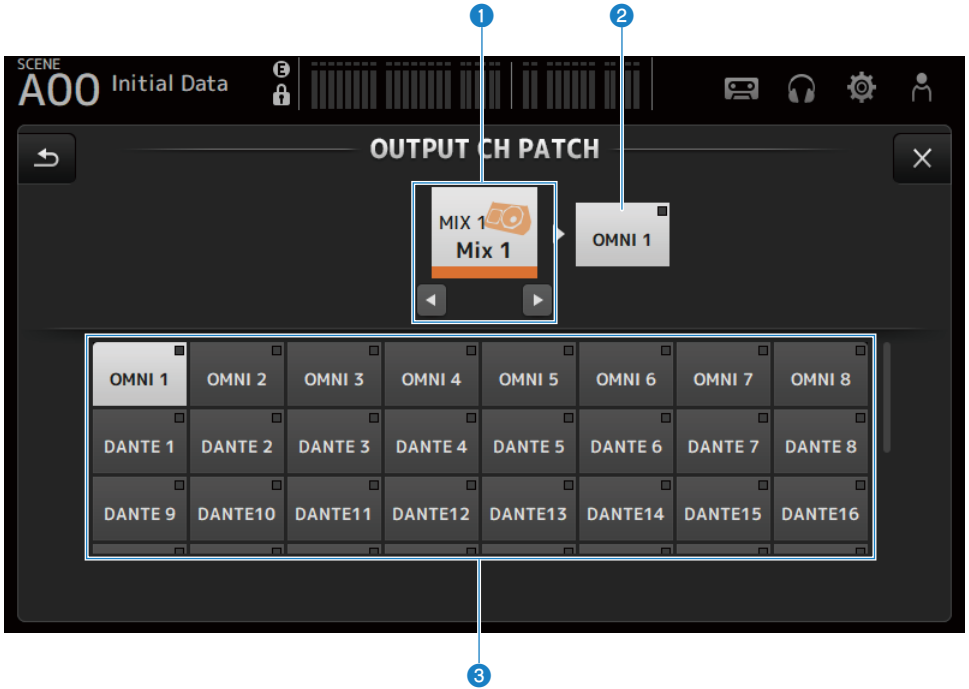 1 2
SCENE
A00 Initial Data E
OUTPUT CH PATCH
MIX 1
Mix 1
OMNI 1
OMNI 1 OMNI 2 OMNI 3 OMNI 4 OMNI 5 OMNI 6 OMNI 7 OMNI 8
DANTE 1 DANTE 2 DANTE 3 DANTE 4 DANTE 5 DANTE 6 DANTE 7 DANTE 8
DANTE 9 DANTE10 DANTE11 DANTE12 DANTE13 DANTE14 DANTE15 DANTE16
3